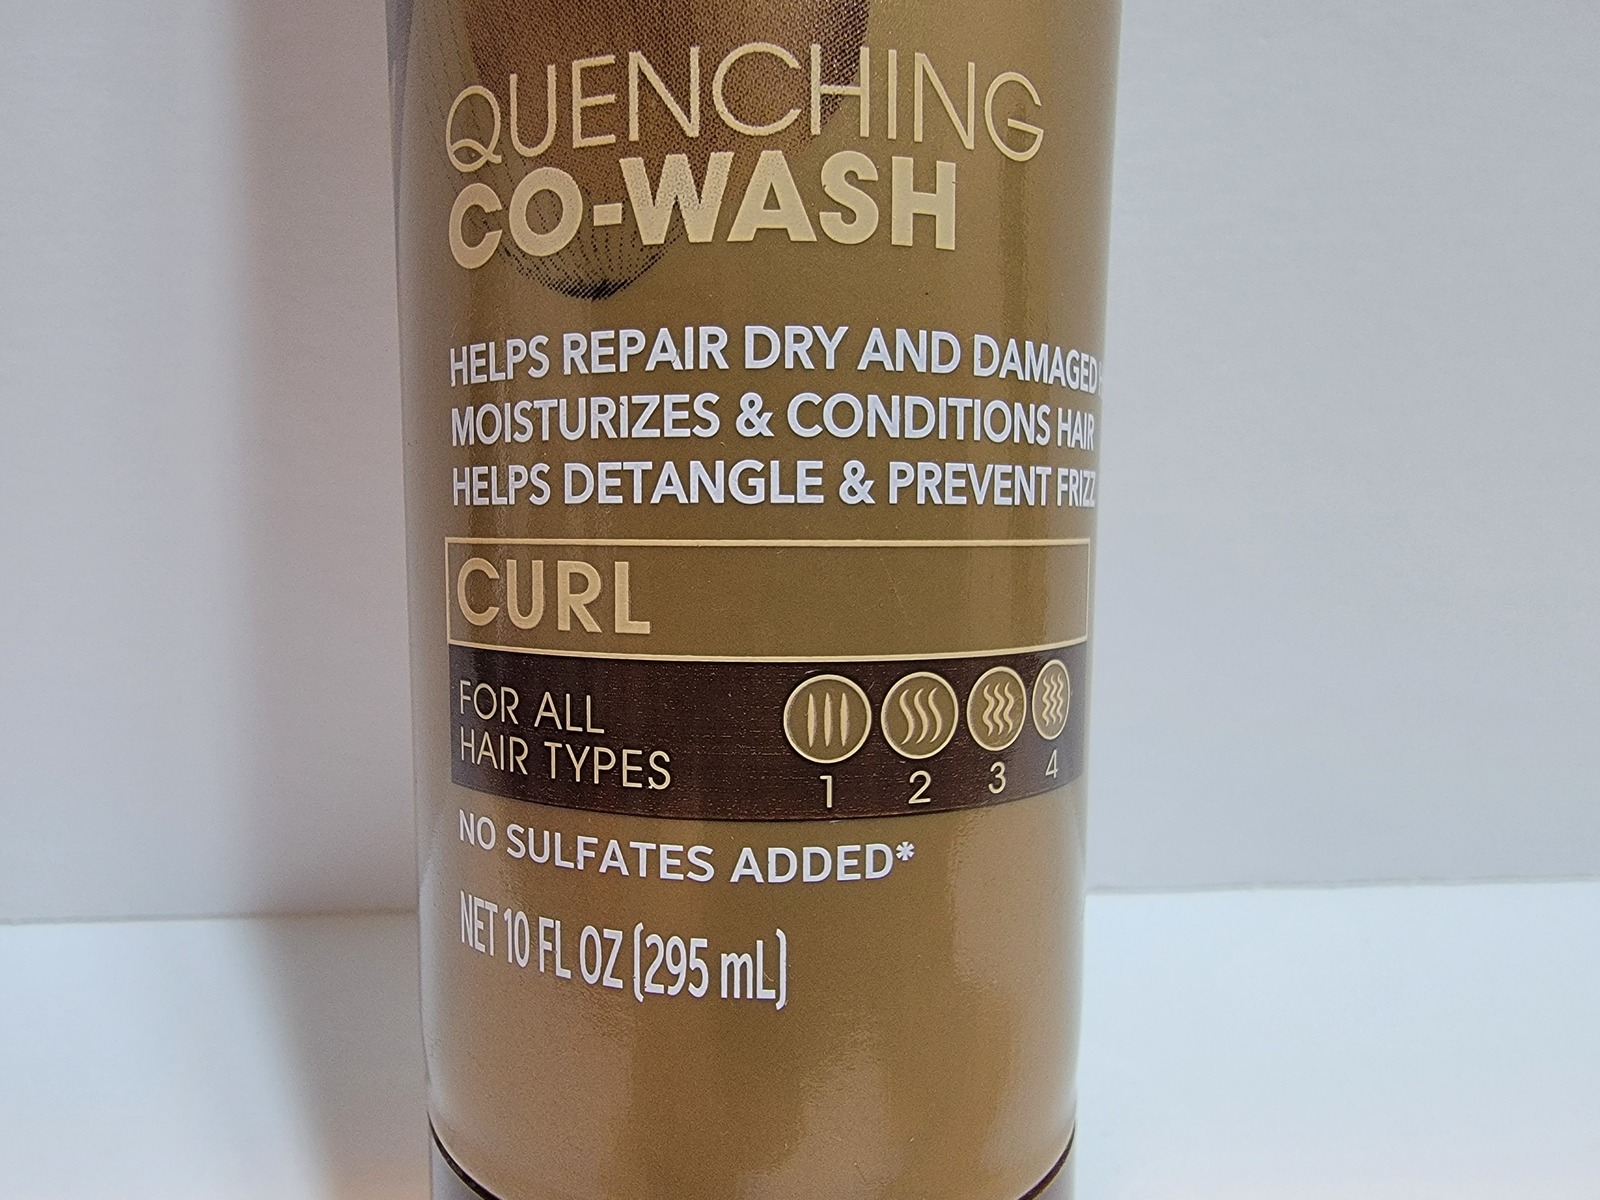 QUENCHING
CO-WASH
HELPS REPAIR DRY AND DAMAGED
MOISTURIZES & CONDITIONS HAIR
HELPS DETANGLE & PREVENT FRIZZ
CURL
FOR ALL
HAIR TYPES
1 2 3 4
NO SULFATES ADDED*
NET 10 FL OZ (295 mL)